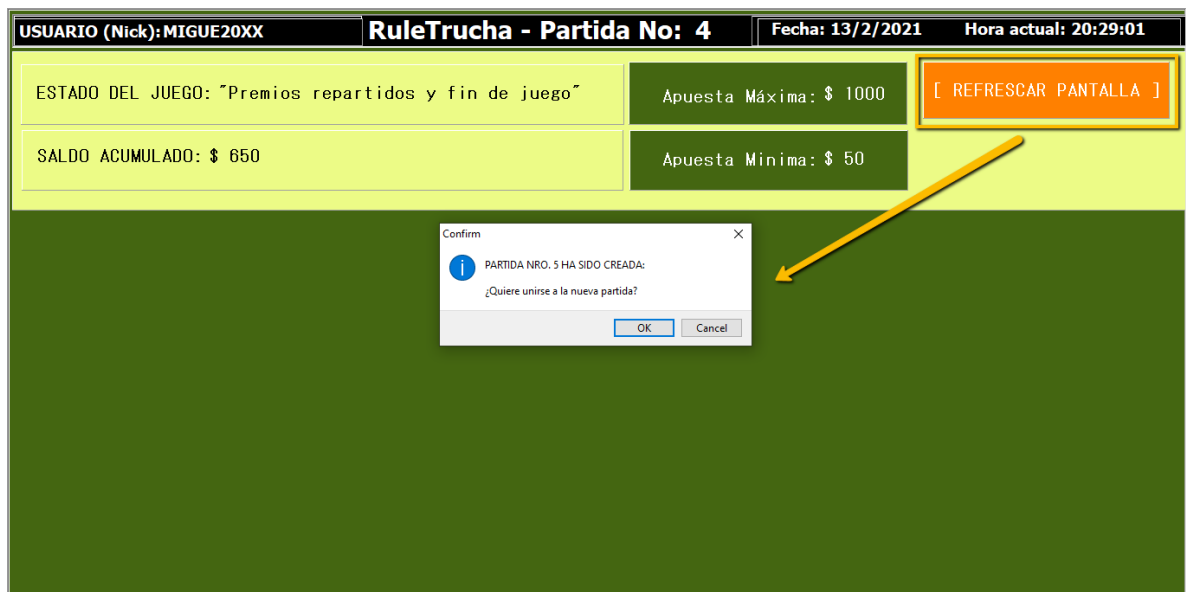 USUARIO (Nick): MIGUE20XX
RuleTrucha - Partida No: 4
Fecha: 13/2/2021
Hora actual: 20:29:01
ESTADO DEL JUEGO: "Premios repartidos y fin de juego"
Apuesta Máxima: $ 1000
[ REFRESCAR PANTALLA ]
SALDO ACUMULADO: $ 650
Apuesta Minima: $ 50
Confirm
PARTIDA NRO. 5 HA SIDO CREADA:
¿Quiere unirse a la nueva partida?
OK
Cancel